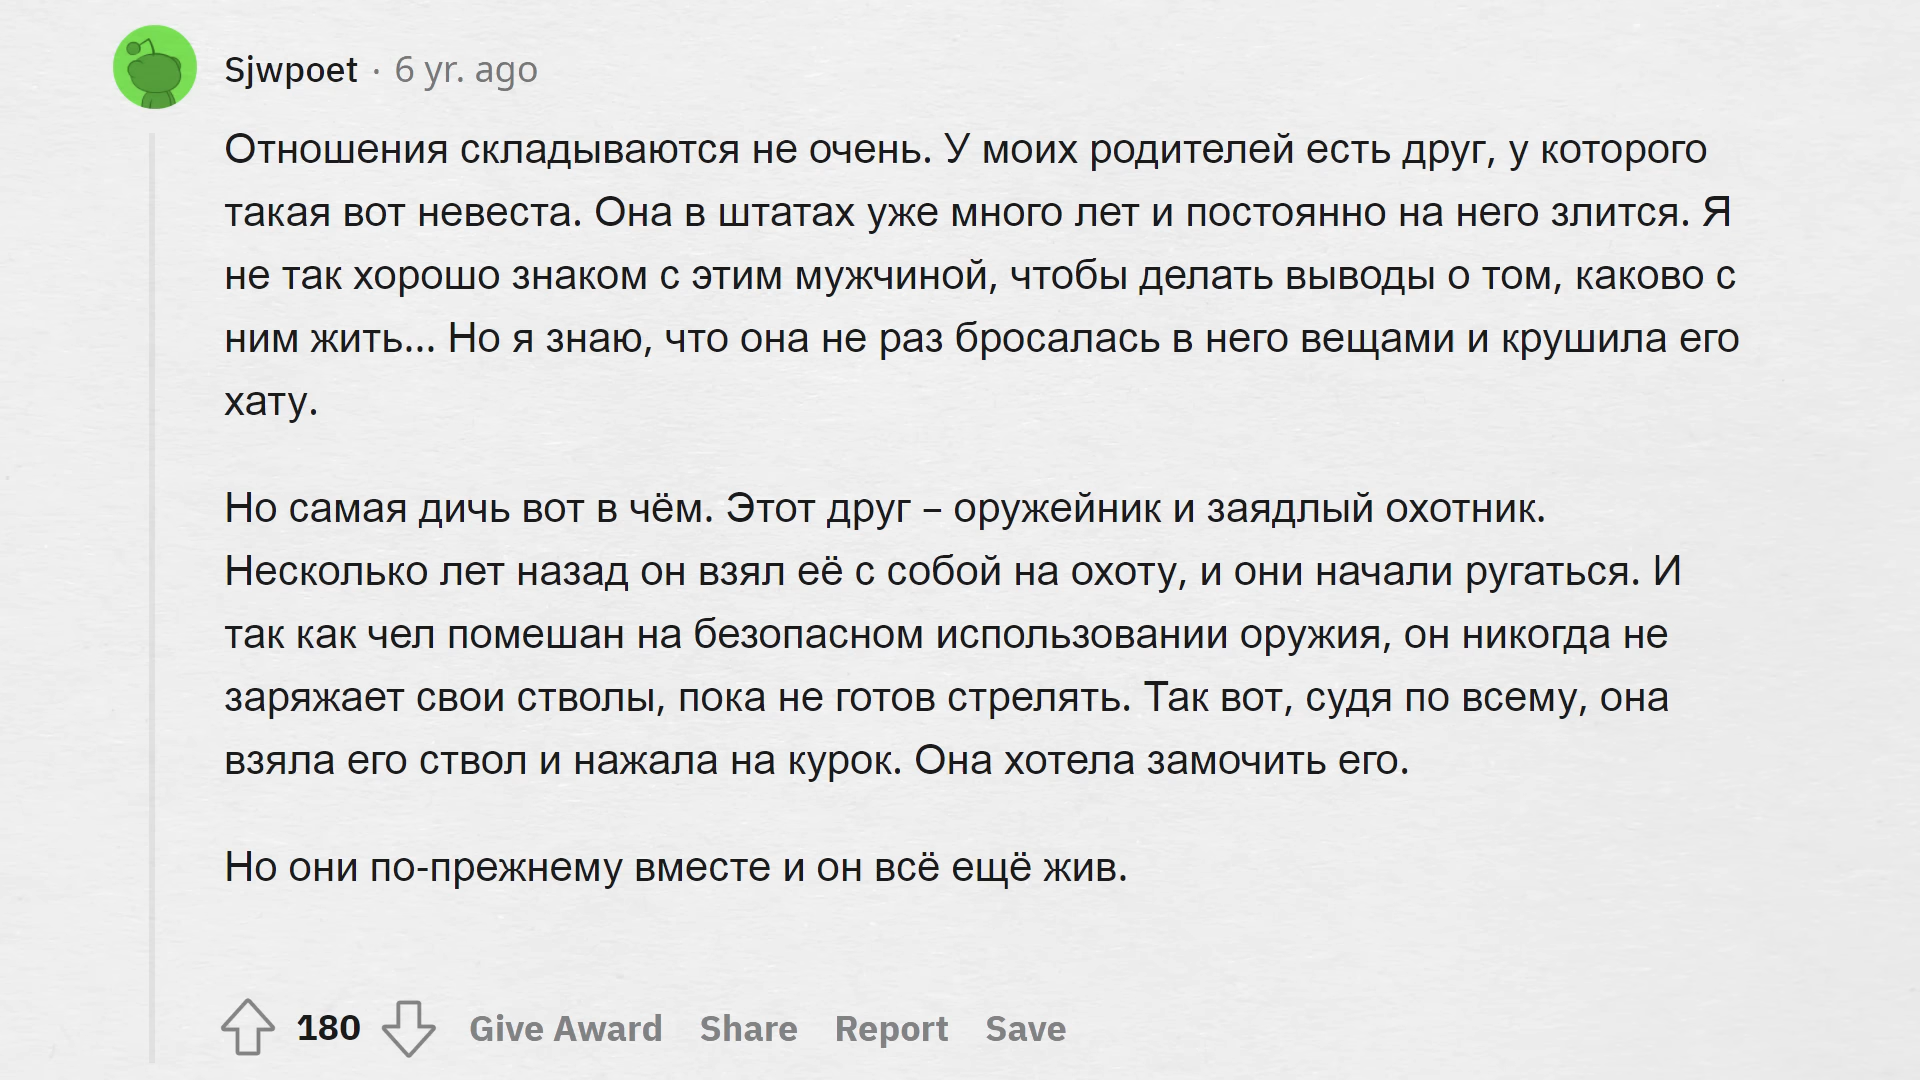 Sjwpoet · 6 yr. ago
Отношения складываются не очень. У моих родителей есть друг, у которого
такая вот невеста. Она в штатах уже много лет и постоянно на него злится. Я
не так хорошо знаком с этим мужчиной, чтобы делать выводы о том, каково с
ним жить... Но я знаю, что она не раз бросалась в него вещами и крушила его
хату.
Но самая дичь вот в чём. Этот друг – оружейник и заядлый охотник.
Несколько лет назад он взял её с собой на охоту, и они начали ругаться. И
так как чел помешан на безопасном использовании оружия, он никогда не
заряжает свои стволы, пока не готов стрелять. Так вот, судя по всему, она
взяла его ствол и нажала на курок. Она хотела замочить его.
Но они по-прежнему вместе и он всё ещё жив.
180 Give Award Share Report Save